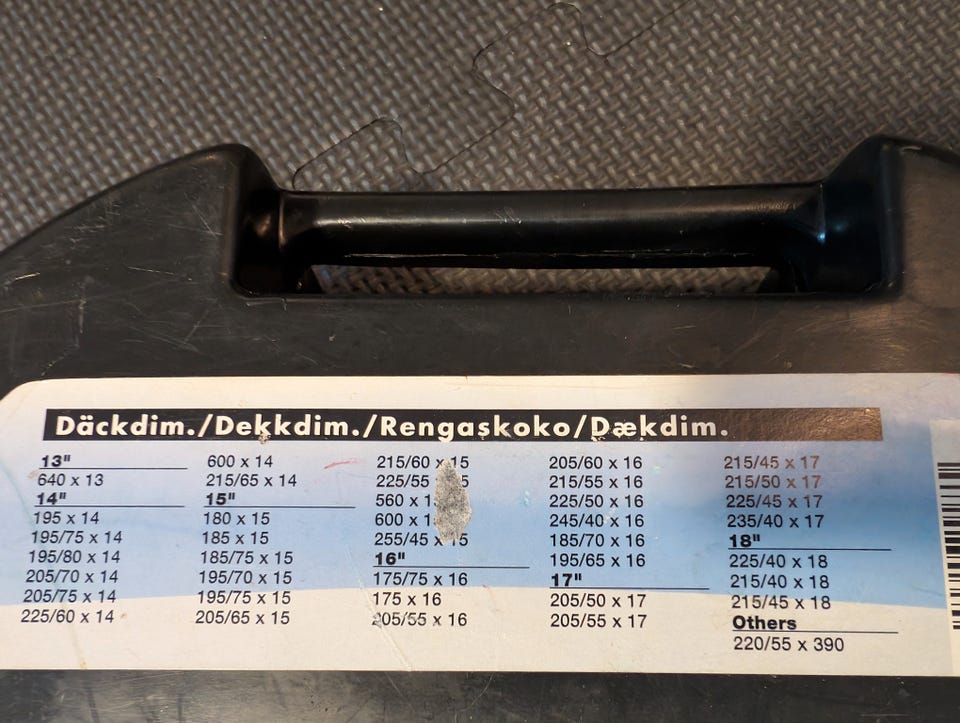 Däckdim./Dekkdim./Rengaskoko/Dækdim.
13"
640 x 13
14"
195 x 14
195/75 x 14
195/80 x 14
205/70 x 14
205/75 x 14
225/60 x 14
600 x 14
215/65 x 14
15"
180 x 15
185 x 15
185/75 x 15
195/70 x 15
195/75 x 15
205/65 x 15
215/60 x 15
225/55
560 x
600 x
255/45 x 15
16"
175/75 x 16
175 x 16
205/55 x 16
205/60 x 16
215/55 x 16
225/50 x 16
245/40 x 16
185/70 x 16
195/65 x 16
17"
205/50 x 17
205/55 x 17
215/45 x 17
215/50 x 17
225/45 x 17
235/40 x 17
18"
225/40 x 18
215/40 x 18
215/45 x 18
Others
220/55 x 390